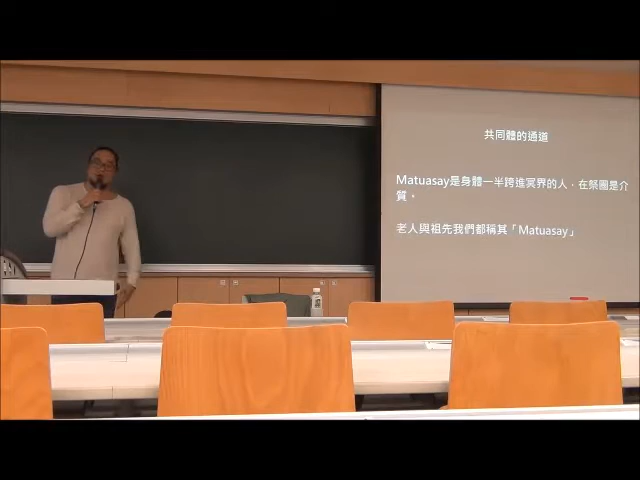 共同體的通道
Matuasay是身體一半跨進冥界的人，在祭團是介
質。
老人與祖先我們都稱其「Matuasay」